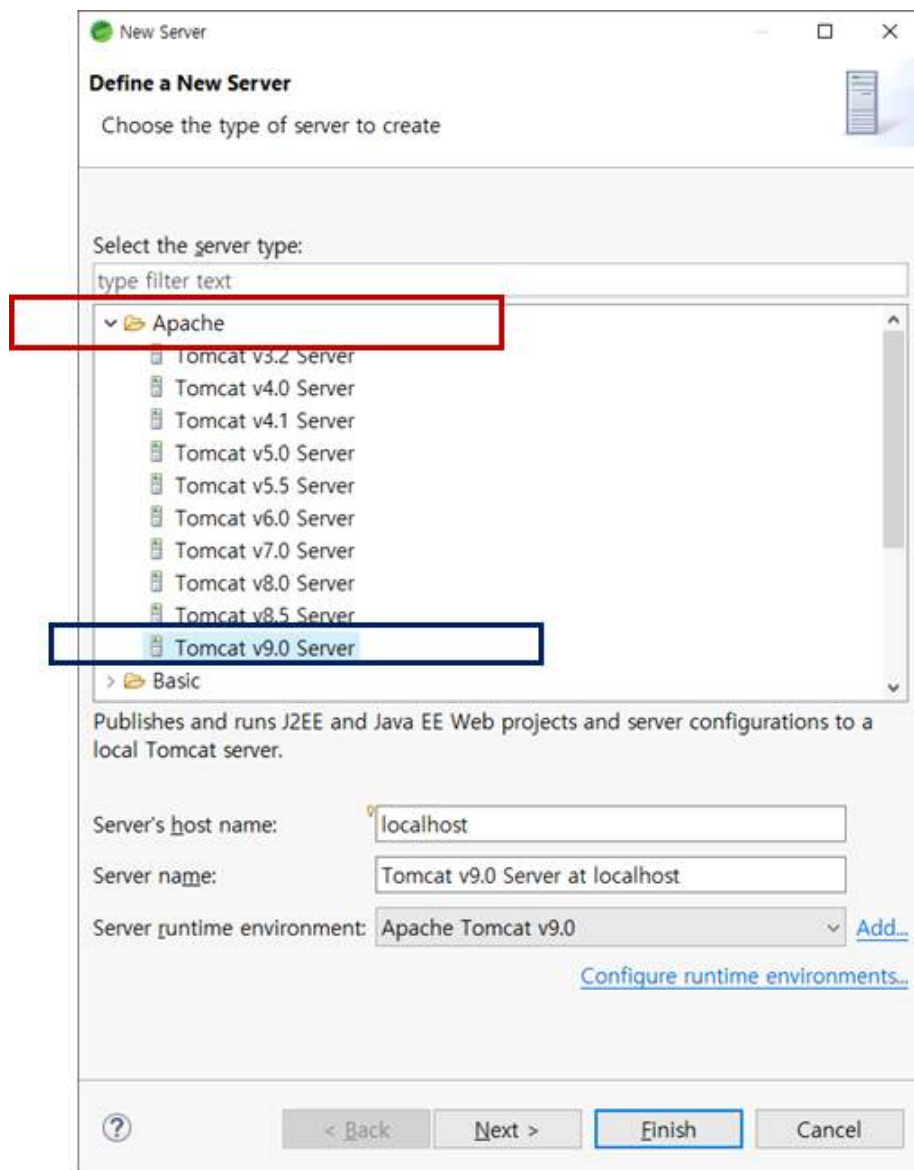 New Server
Define a New Server
Choose the type of server to create
Select the server type:
type filter text
Apache
Tomcat v3.2 Server
Tomcat v4.0 Server
Tomcat v4.1 Server
Tomcat v5.0 Server
Tomcat v5.5 Server
Tomcat v6.0 Server
Tomcat v7.0 Server
Tomcat v8.0 Server
Tomcat v8.5 Server
Tomcat v9.0 Server
Basic
Publishes and runs J2EE and Java EE Web projects and server configurations to a
local Tomcat server.
Server's host name: localhost
Server name: Tomcat v9.0 Server at localhost
Server runtime environment: Apache Tomcat v9.0 Add...
Configure runtime environments...
? < Back Next > Finish Cancel